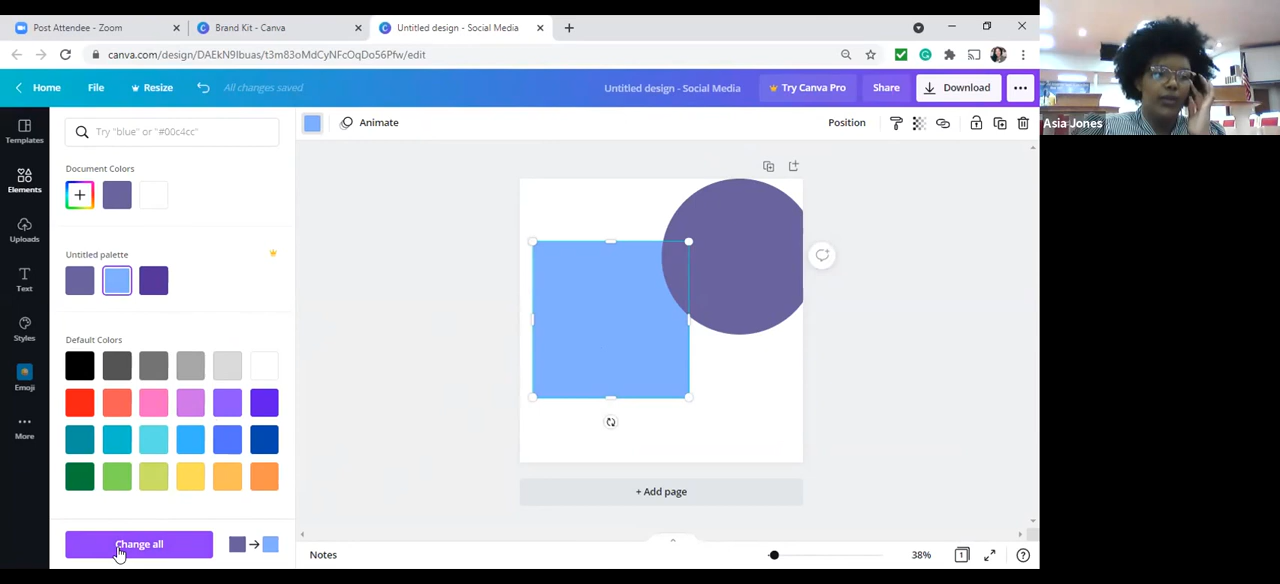 Post Attendee - Zoom
Brand Kit - Canva
Untitled design - Social Media
canva.com/design/DAEkN9lbuas/t3m83oMdCyNFcOqDo56Pfw/edit
Home
File
Resize
All changes saved
Untitled design - Social Media
Try Canva Pro
Share
Download
Asia Jones
Try "blue" or "#00c4cc"
Animate
Position
Templates
Elements
Uploads
Text
Styles
Emoji
More
Document Colors
Untitled palette
Default Colors
Change all
+ Add page
Notes
38%
1